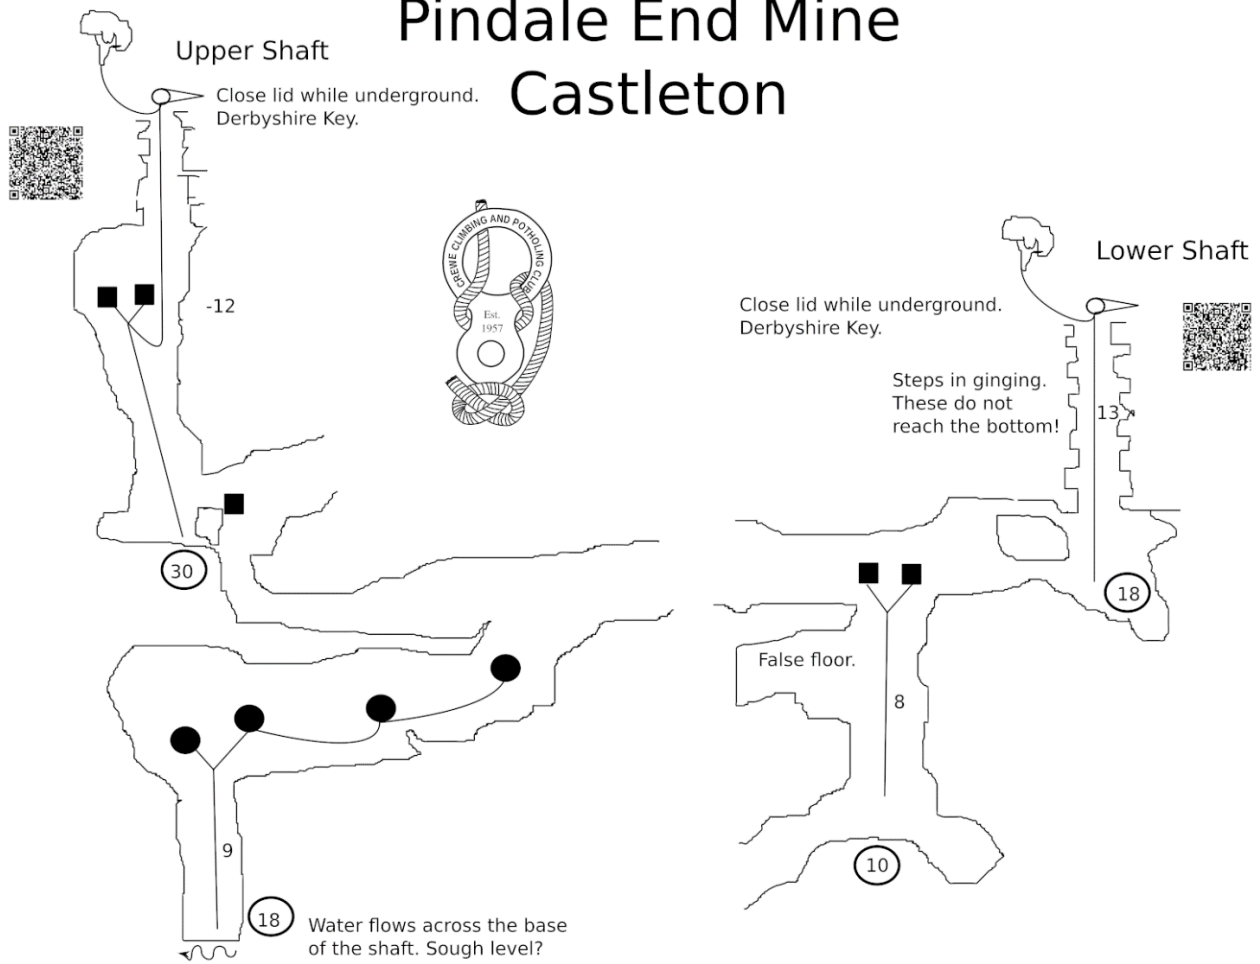 Pindale End Mine
Castleton
Upper Shaft
Close lid while underground.
Derbyshire Key.
-12
30
9
18
Water flows across the base
of the shaft. Sough level?
CREWE CLIMBING AND POTHOLING CLUB
Est.
1957
Lower Shaft
Close lid while underground.
Derbyshire Key.
Steps in ginging.
These do not
reach the bottom!
13
18
False floor.
8
10